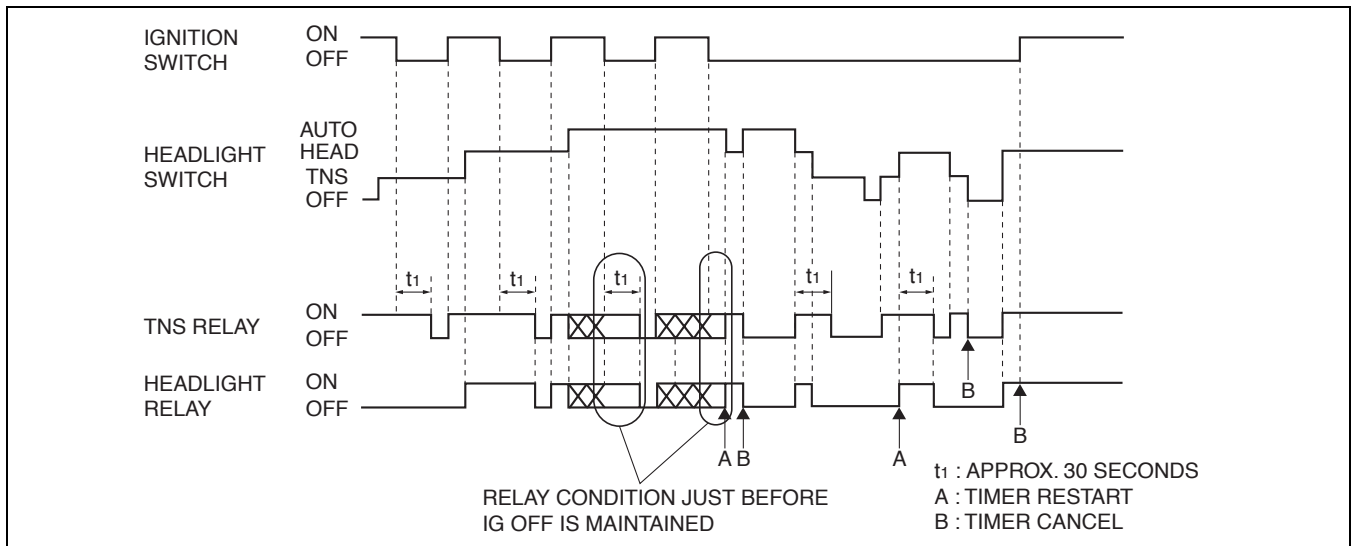 IGNITION
SWITCH
ON
OFF
HEADLIGHT
SWITCH
AUTO
HEAD
TNS
OFF
t1
t1
t1
t1
t1
TNS RELAY
ON
OFF
B
HEADLIGHT
RELAY
ON
OFF
A B
A
B
RELAY CONDITION JUST BEFORE
IG OFF IS MAINTAINED
t1 : APPROX. 30 SECONDS
A : TIMER RESTART
B : TIMER CANCEL